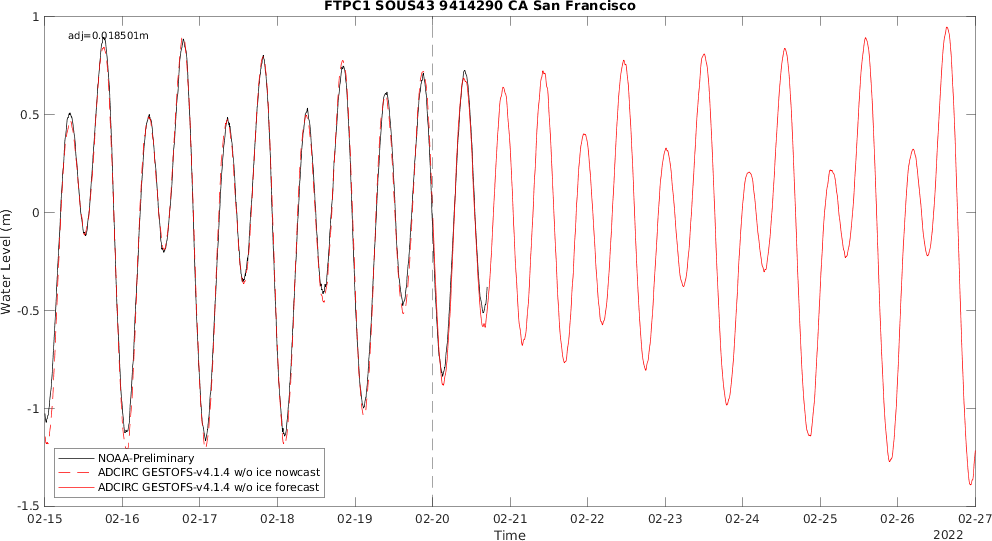 FTPC1 SOUS43 9414290 CA San Francisco
adj=0.018501m
1
0.5
0
-0.5
-1
-1.5
Water Level (m)
NOAA-Preliminary
ADCIRC GESTOFS-v4.1.4 w/o ice nowcast
ADCIRC GESTOFS-v4.1.4 w/o ice forecast
02-15 02-16 02-17 02-18 02-19 02-20 02-21 02-22 02-23 02-24 02-25 02-26 02-27
Time
2022